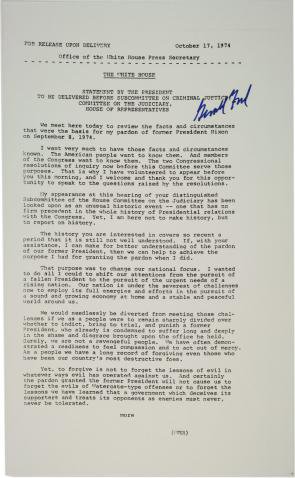 FOR RELEASE UPON DELIVERY October 17, 1974
Office of the White House Press Secretary
THE WHITE HOUSE
STATEMENT BY THE PRESIDENT
TO BE DELIVERED BEFORE SUBCOMMITTEE ON CRIMINAL JUSTICE
COMMITTEE ON THE JUDICIARY,
HOUSE OF REPRESENTATIVES
We meet here today to review the facts and circumstances
that were the basis for my pardon of former President Nixon
on September 8, 1974.
I want very much to have those facts and circumstances
known. The American people want to know them. And members
of the Congress want to know them. The two Congressional
resolutions of inquiry now before this Committee serve those
purposes. That is why I have volunteered to appear before
you this morning, and I welcome and thank you for this oppor-
tunity to speak to the questions raised by the resolutions.
My appearance at this hearing of your distinguished
Subcommittee of the House Committee on the Judiciary has been
looked upon as an unusual historic event -- one that has no
firm precedent in the whole history of Presidential relations
with the Congress. Yet, I am here not to make history, but
to report on history.
The history you are interested in covers so recent a
period that it is still not well understood. If, with your
assistance, I can make for better understanding of the pardon
of our former President, then we can help to achieve the
purpose I had for granting the pardon when I did.
That purpose was to change our national focus. I wanted
to do all I could to shift our attentions from the pursuit of
a fallen President to the pursuit of the urgent needs of a
rising nation. Our nation is under the severest of challenges
now to employ its full energies and efforts in the pursuit of
a sound and growing economy at home and a stable and peaceful
world around us.
We would needlessly be diverted from meeting those chal-
lenges if we as a people were to remain sharply divided over
whether to indict, bring to trial, and punish a former
President, who already is condemned to suffer long and deeply
in the shame and disgrace brought upon the office he held.
Surely, we are not a revengeful people. We have often demon-
strated a readiness to feel compassion and to act out of mercy.
As a people we have a long record of forgiving even those who
have been our country's most destructive foes.
Yet, to forgive is not to forget the lessons of evil in
whatever ways evil has operated against us. And certainly
the pardon granted the former President will not cause us to
forget the evils of Watergate-type offenses or to forget the
lessons we have learned that a government which deceives its
supporters and treats its opponents as enemies must never,
never be tolerated.
more
(OVER)